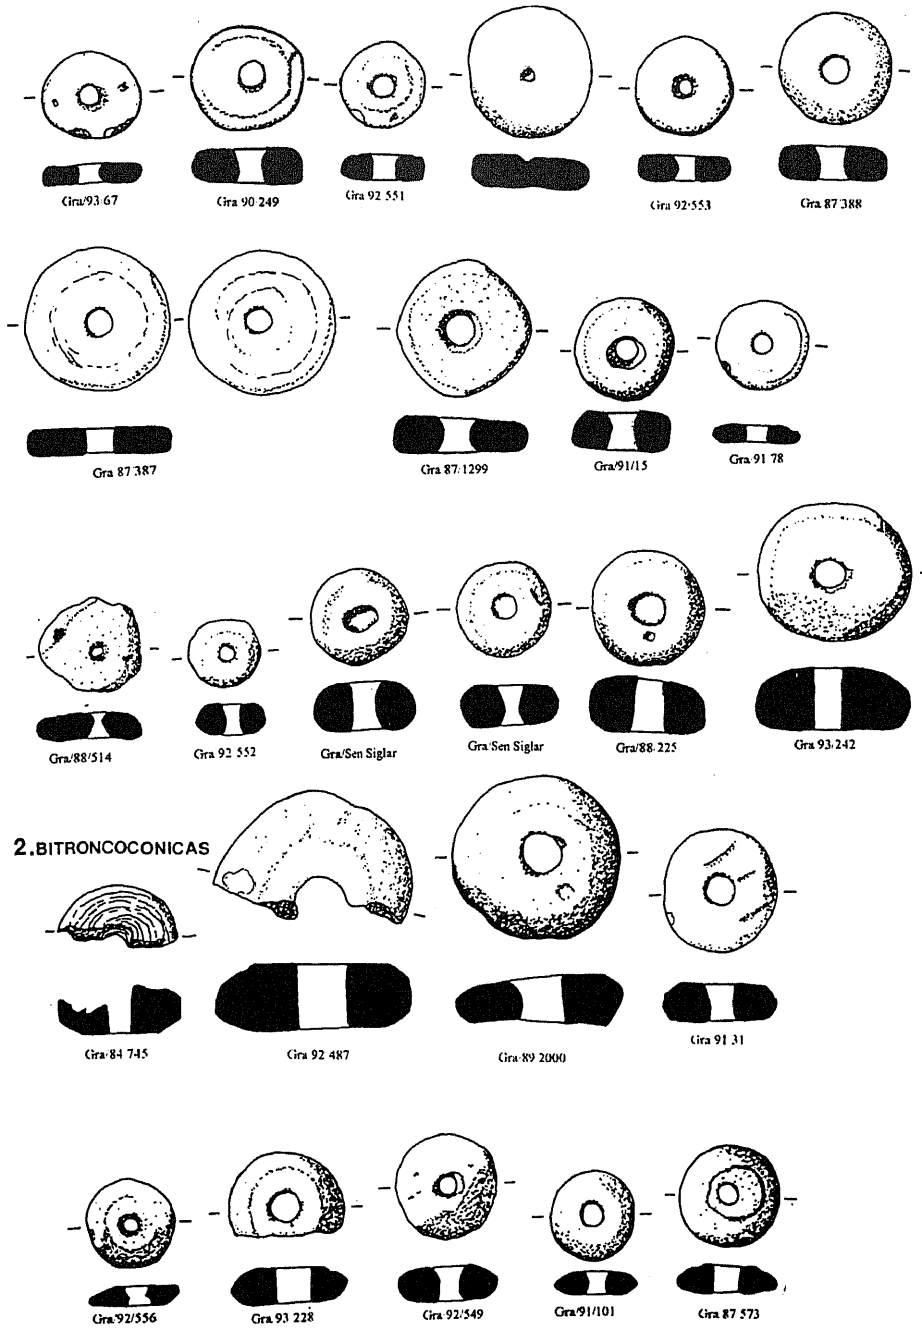 Gra/93/67 Gra 90/249 Gra 92/551 Gra 92/553 Gra 87/388
Gra 87/387 Gra 87/1299 Gra/91/15 Gra/91/78
Gra/88/514 Gra 92/552 Gra/Sen Siglar Gra/Sen Siglar Gra/88/225 Gra 93/242
2.BITRONCOCONICAS
Gra/84/745 Gra 92/487 Gra/89/2000 Gra 91/31
Gra/92/556 Gra 93/228 Gra/92/549 Gra/91/101 Gra 87/573